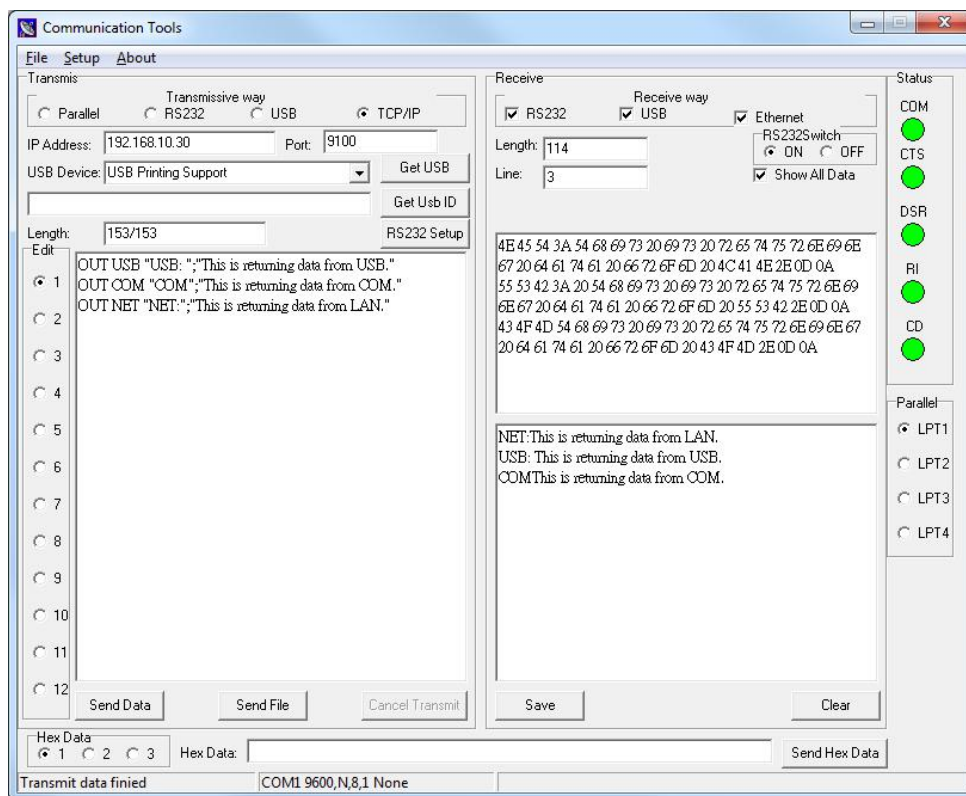 Communication Tools
File Setup About
Transmis
Transmissive way
Parallel RS232 USB TCP/IP
IP Address: 192.168.10.30 Port: 9100
USB Device: USB Printing Support Get USB
Get Usb ID
Length: 153/153 RS232 Setup
Edit
1
2
3
4
5
6
7
8
9
10
11
12
OUT USB "USB: ";"This is returning data from USB."
OUT COM "COM";"This is returning data from COM."
OUT NET "NET:";"This is returning data from LAN."
Send Data Send File Cancel Transmit
Receive
Receive way
RS232 USB Ethernet
Length: 114
Line: 3
RS232Switch
ON OFF
Show All Data
4E 45 54 3A 54 68 69 73 20 69 73 20 72 65 74 75 72 6E 69 6E
67 20 64 61 74 61 20 66 72 6F 6D 20 4C 41 4E 2E 0D 0A
55 53 42 3A 20 54 68 69 73 20 69 73 20 72 65 74 75 72 6E 69
6E 67 20 64 61 74 61 20 66 72 6F 6D 20 55 53 42 2E 0D 0A
43 4F 4D 54 68 69 73 20 69 73 20 72 65 74 75 72 6E 69 6E 67
20 64 61 74 61 20 66 72 6F 6D 20 43 4F 4D 2E 0D 0A
NET:This is returning data from LAN.
USB: This is returning data from USB.
COMThis is returning data from COM.
Save Clear
Status
COM
CTS
DSR
RI
CD
Parallel
LPT1
LPT2
LPT3
LPT4
Hex Data
1 2 3 Hex Data: Send Hex Data
Transmit data finied COM1 9600,N,8,1 None